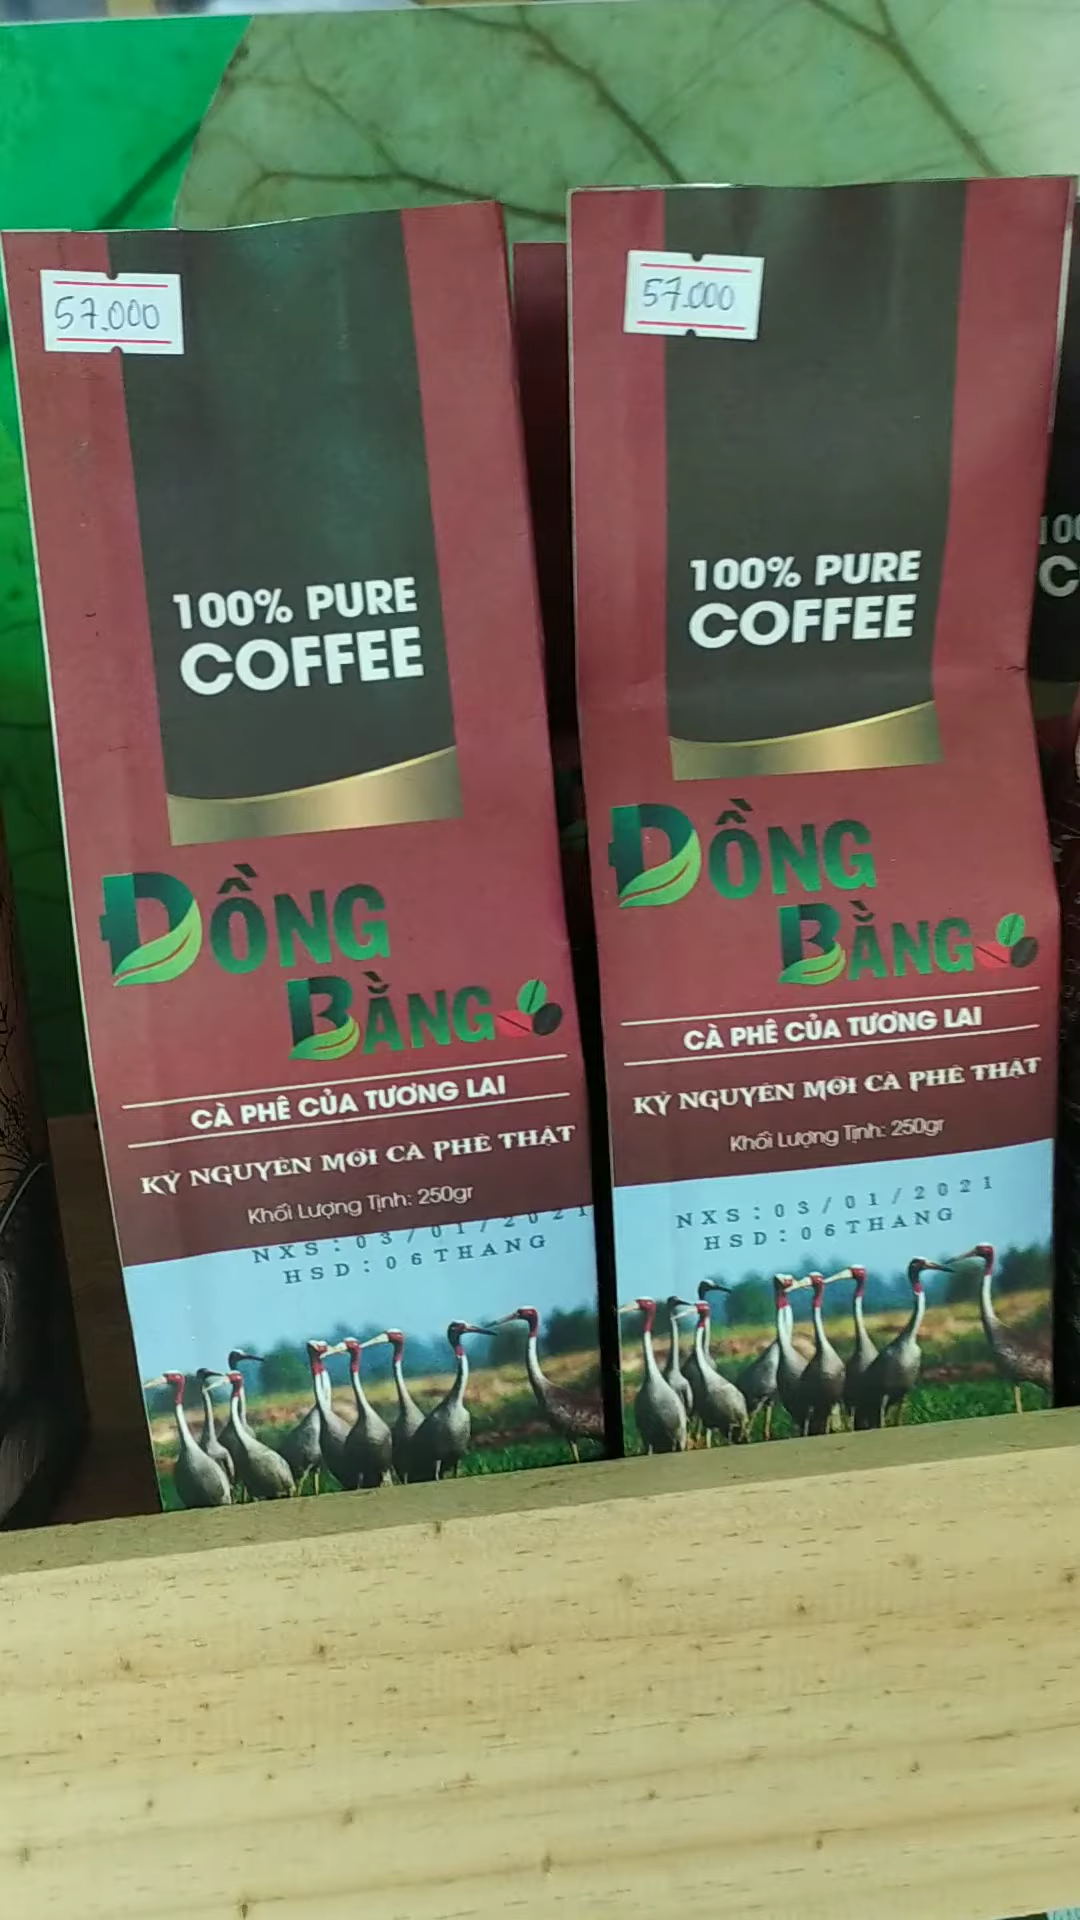 57.000
100% PURE
COFFEE
ĐỒNG
BẰNG
CÀ PHÊ CỦA TƯƠNG LAI
KỶ NGUYÊN MỚI CÀ PHÊ THẬT
Khối Lượng Tịnh: 250gr
NXS: 03/01/2021
HSD: 06THANG
57.000
100% PURE
COFFEE
ĐỒNG
BẰNG
CÀ PHÊ CỦA TƯƠNG LAI
KỶ NGUYÊN MỚI CÀ PHÊ THẬT
Khối Lượng Tịnh: 250gr
NXS: 03/01/2021
HSD: 06THANG